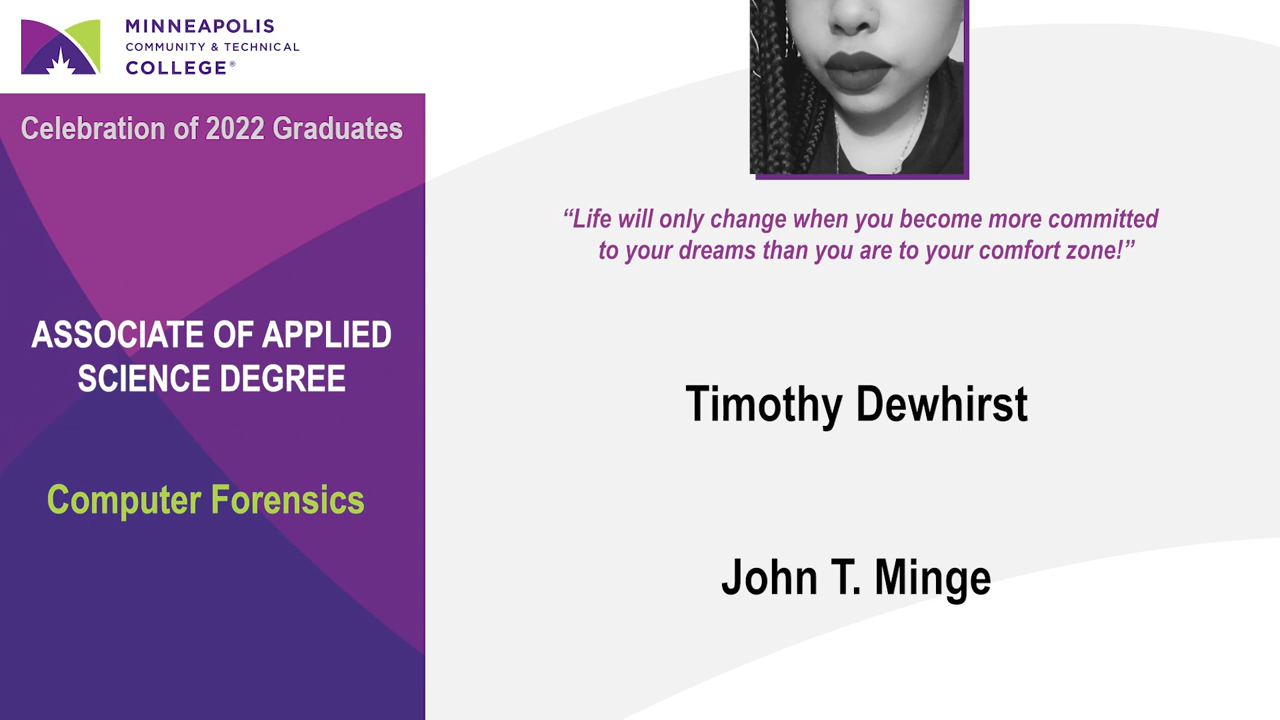 MINNEAPOLIS
COMMUNITY & TECHNICAL
COLLEGE®
Celebration of 2022 Graduates
ASSOCIATE OF APPLIED
SCIENCE DEGREE
Computer Forensics
“Life will only change when you become more committed
to your dreams than you are to your comfort zone!”
Timothy Dewhirst
John T. Minge